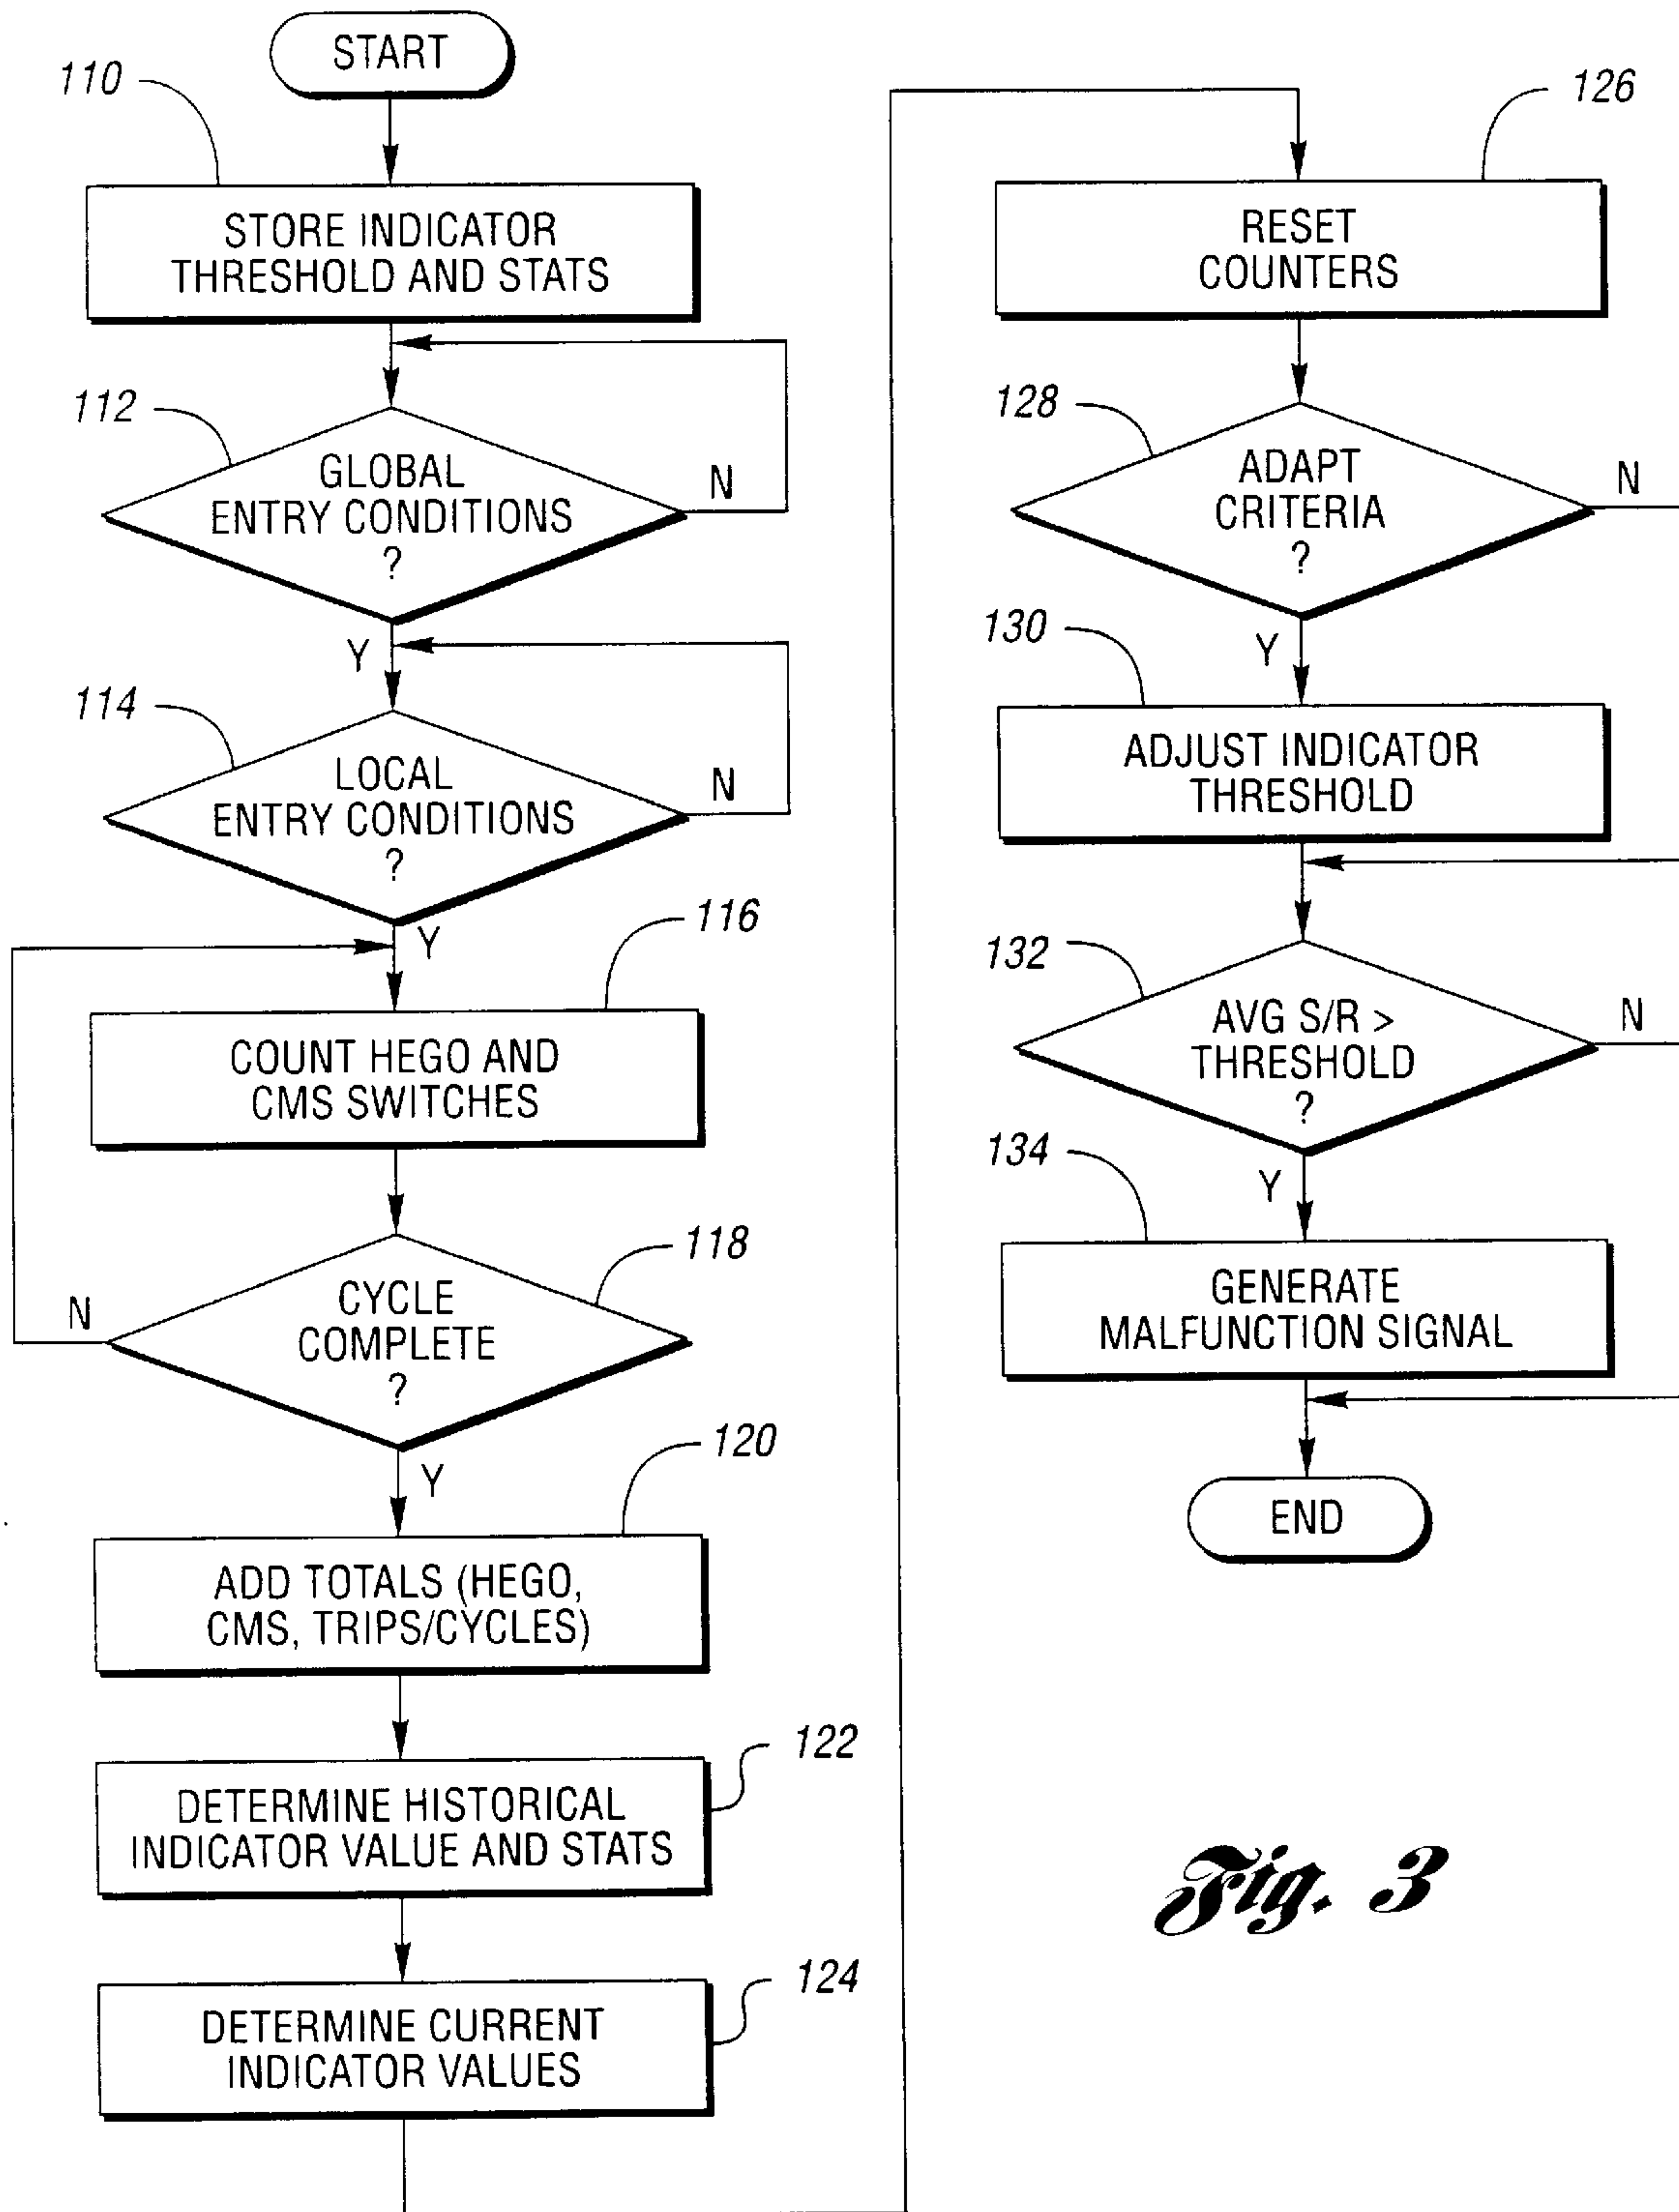 START
110
STORE INDICATOR
THRESHOLD AND STATS
112
GLOBAL
ENTRY CONDITIONS
?
N
Y
114
LOCAL
ENTRY CONDITIONS
?
N
Y
116
COUNT HEGO AND
CMS SWITCHES
118
CYCLE
COMPLETE
?
N
Y
120
ADD TOTALS (HEGO,
CMS, TRIPS/CYCLES)
122
DETERMINE HISTORICAL
INDICATOR VALUE AND STATS
124
DETERMINE CURRENT
INDICATOR VALUES
126
RESET
COUNTERS
128
ADAPT
CRITERIA
?
N
Y
130
ADJUST INDICATOR
THRESHOLD
132
AVG S/R >
THRESHOLD
?
N
Y
134
GENERATE
MALFUNCTION SIGNAL
END
Fig. 3